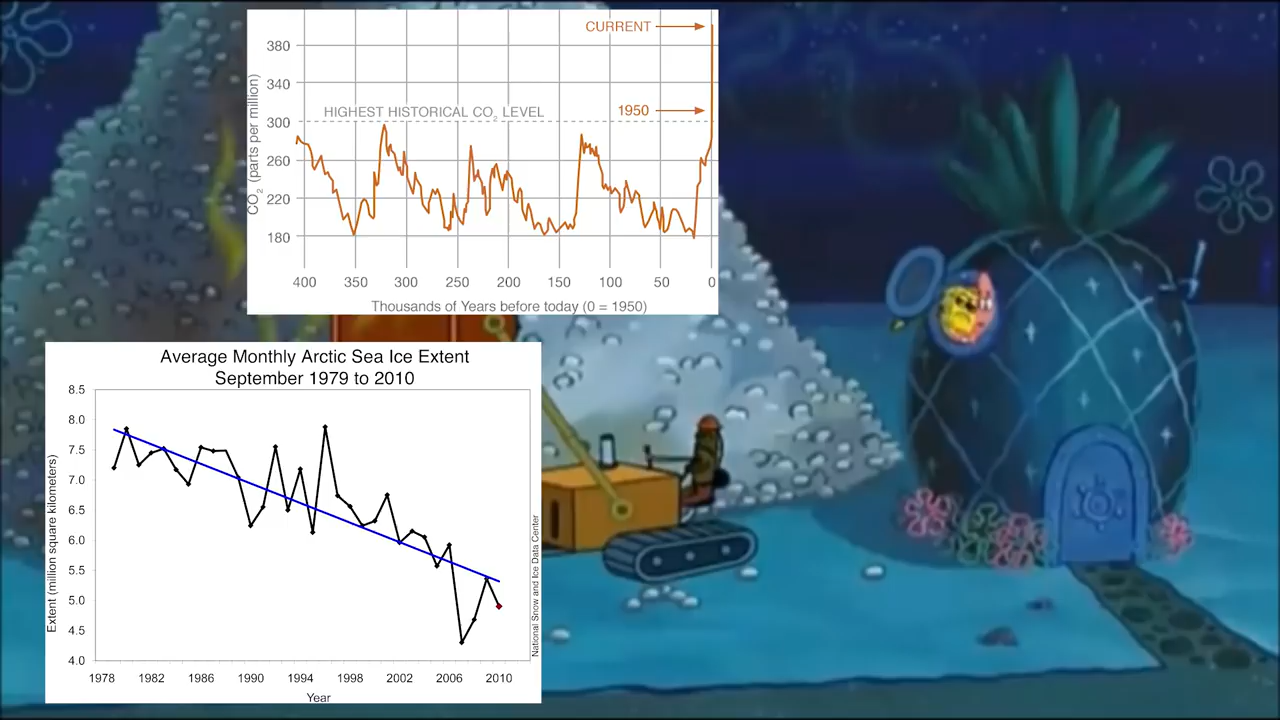 CURRENT
380
340
HIGHEST HISTORICAL CO₂ LEVEL
1950
300
260
220
180
CO₂ (parts per million)
400 350 300 250 200 150 100 50 0
Thousands of Years before today (0 = 1950)
Average Monthly Arctic Sea Ice Extent
September 1979 to 2010
8.5
8.0
7.5
7.0
6.5
6.0
5.5
5.0
4.5
4.0
Extent (million square kilometers)
National Snow and Ice Data Center
1978 1982 1986 1990 1994 1998 2002 2006 2010
Year